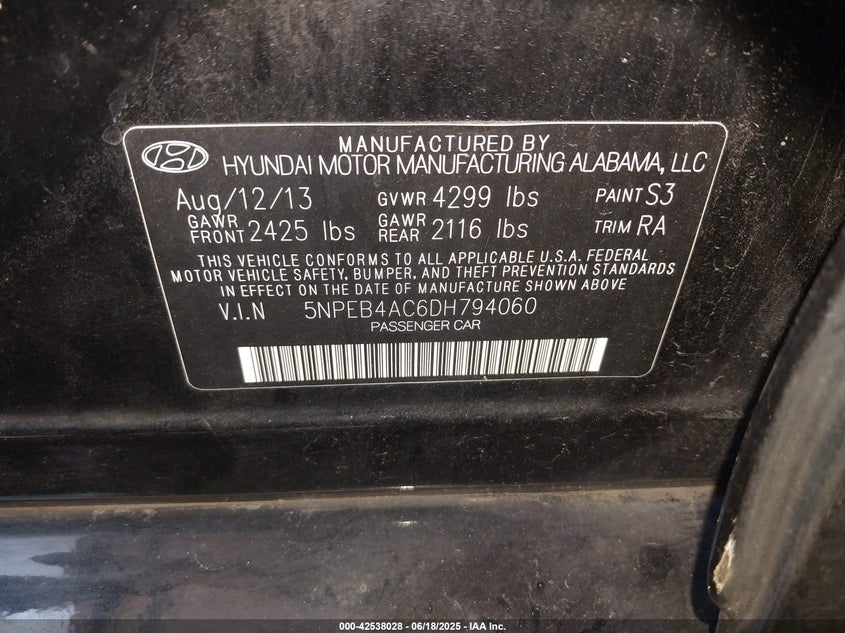 MANUFACTURED BY
HYUNDAI MOTOR MANUFACTURING ALABAMA, LLC
Aug/12/13 GVWR 4299 lbs PAINT S3
GAWR FRONT 2425 lbs GAWR REAR 2116 lbs TRIM RA
THIS VEHICLE CONFORMS TO ALL APPLICABLE U.S.A. FEDERAL
MOTOR VEHICLE SAFETY, BUMPER, AND THEFT PREVENTION STANDARDS
IN EFFECT ON THE DATE OF MANUFACTURE SHOWN ABOVE
V.I.N 5NPEB4AC6DH794060
PASSENGER CAR
000-42538028 - 06/18/2025 - IAA Inc.